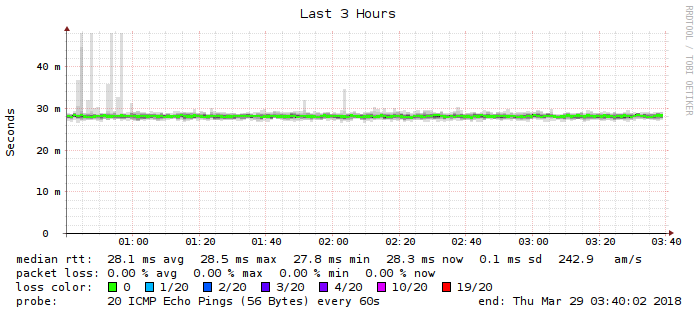 Last 3 Hours
RRDTOOL / TOBI OETIKER
Seconds
40 m
30 m
20 m
10 m
0
01:00 01:20 01:40 02:00 02:20 02:40 03:00 03:20 03:40
median rtt: 28.1 ms avg 28.5 ms max 27.8 ms min 28.3 ms now 0.1 ms sd 242.9 am/s
packet loss: 0.00 % avg 0.00 % max 0.00 % min 0.00 % now
loss color: 0 1/20 2/20 3/20 4/20 10/20 19/20
probe: 20 ICMP Echo Pings (56 Bytes) every 60s end: Thu Mar 29 03:40:02 2018